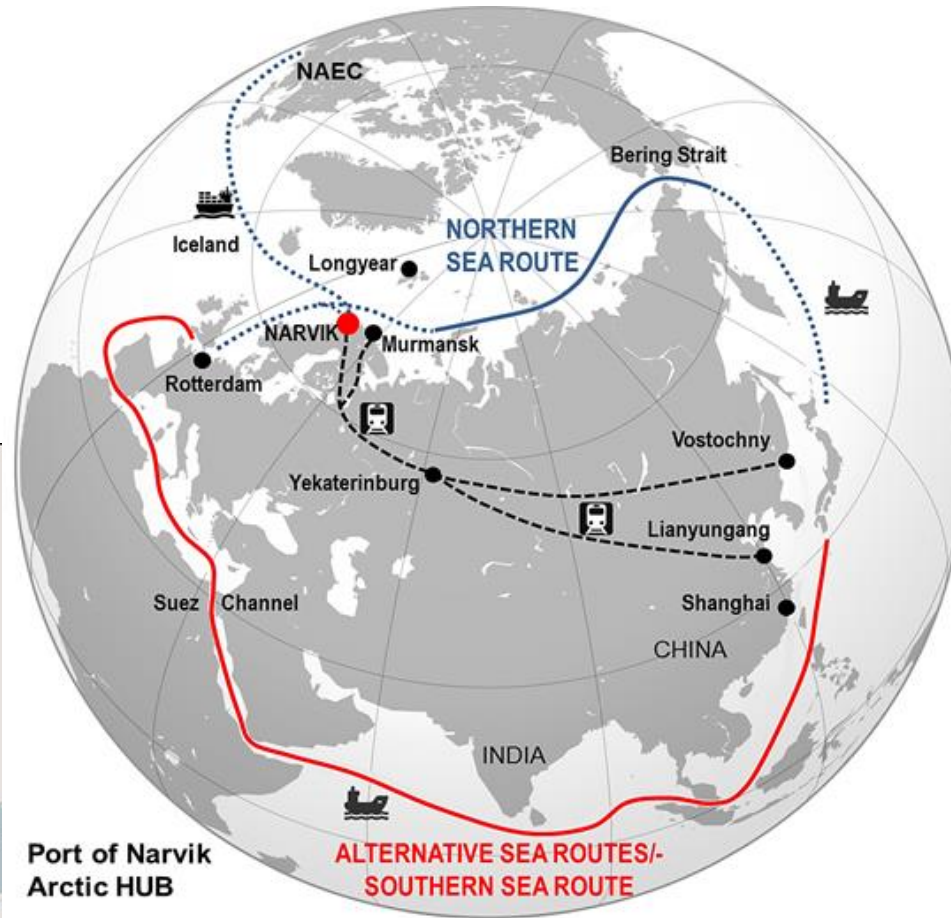 NAEC
Bering Strait
Iceland
NORTHERN
SEA ROUTE
Longyear
NARVIK
Murmansk
Rotterdam
Vostochny
Yekaterinburg
Lianyungang
Suez Channel
Shanghai
CHINA
INDIA
Port of Narvik
Arctic HUB
ALTERNATIVE SEA ROUTES/-
SOUTHERN SEA ROUTE